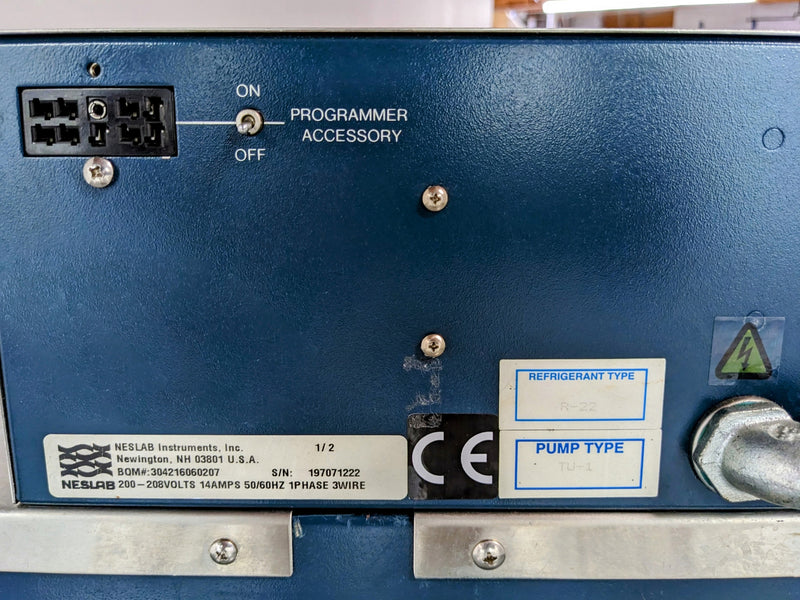 ON
PROGRAMMER
ACCESSORY
OFF
REFRIGERANT TYPE
R-22
PUMP TYPE
TU-1
CE
NESLAB Instruments, Inc. 1/2
Newington, NH 03801 U.S.A.
BOM#:304216060207 S/N: 197071222
NESLAB 200-208VOLTS 14AMPS 50/60HZ 1PHASE 3WIRE